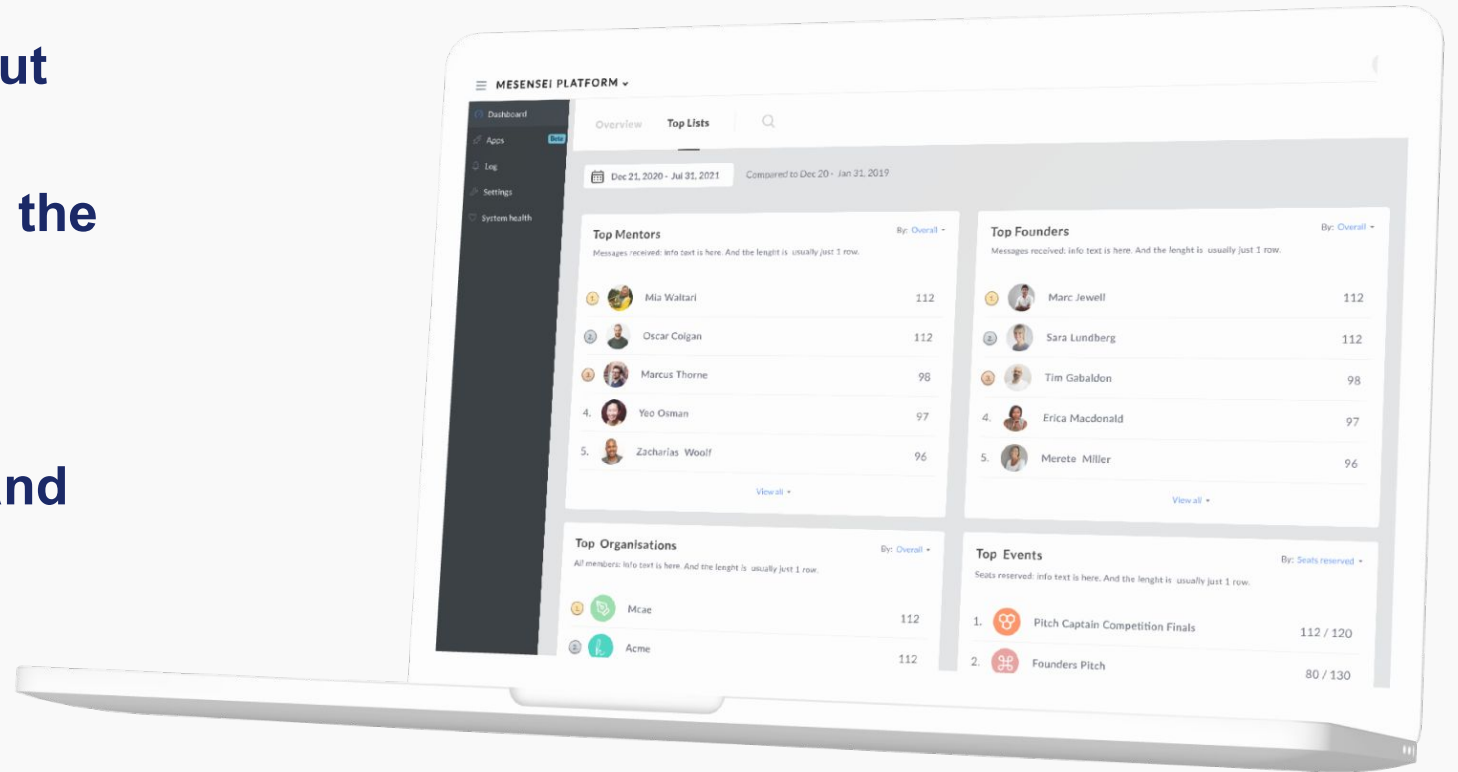 ut
the
nd
MESENSEI PLATFORM
Dashboard
Apps
Beta
Log
Settings
System health
Overview
Top Lists
Dec 21, 2020 - Jul 31, 2021
Compared to Dec 20 - Jan 31, 2019
Top Mentors
By: Overall
Messages received: info text is here. And the lenght is usually just 1 row.
1. Mia Waltari 112
2. Oscar Colgan 112
3. Marcus Thorne 98
4. Yeo Osman 97
5. Zacharias Woolf 96
View all
Top Founders
By: Overall
Messages received: info text is here. And the lenght is usually just 1 row.
1. Marc Jewell 112
2. Sara Lundberg 112
3. Tim Gabaldon 98
4. Erica Macdonald 97
5. Merete Miller 96
View all
Top Organisations
By: Overall
All members: info text is here. And the lenght is usually just 1 row.
1. Mcae 112
2. Acme 112
Top Events
By: Seats reserved
Seats reserved: info text is here. And the lenght is usually just 1 row.
1. Pitch Captain Competition Finals 112 / 120
2. Founders Pitch 80 / 130